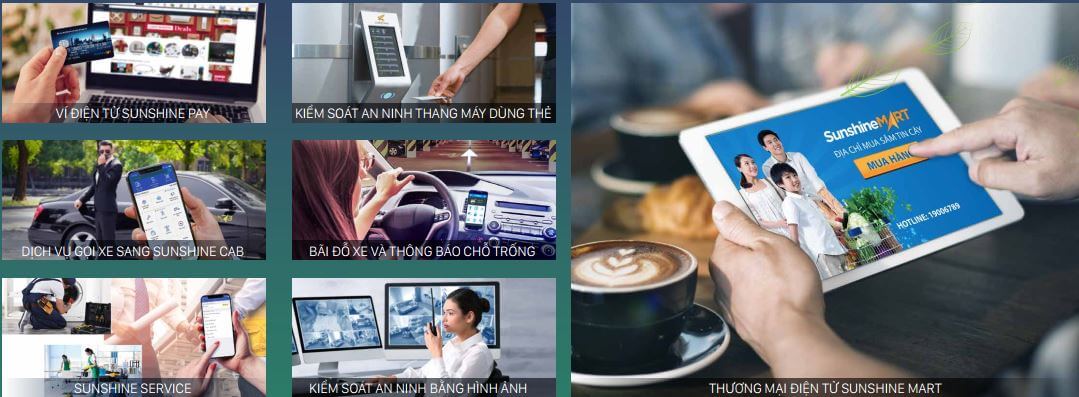 Deals
VÍ ĐIỆN TỬ SUNSHINE PAY
KIỂM SOÁT AN NINH THANG MÁY DÙNG THẺ
DỊCH VỤ GỌI XE SANG SUNSHINE CAB
BÃI ĐỖ XE VÀ THÔNG BÁO CHỖ TRỐNG
SUNSHINE SERVICE
KIỂM SOÁT AN NINH BẰNG HÌNH ẢNH
SunshineMART
ĐỊA CHỈ MUA SẮM TIN CẬY
MUA HÀNG
HOTLINE: 19006789
THƯƠNG MẠI ĐIỆN TỬ SUNSHINE MART